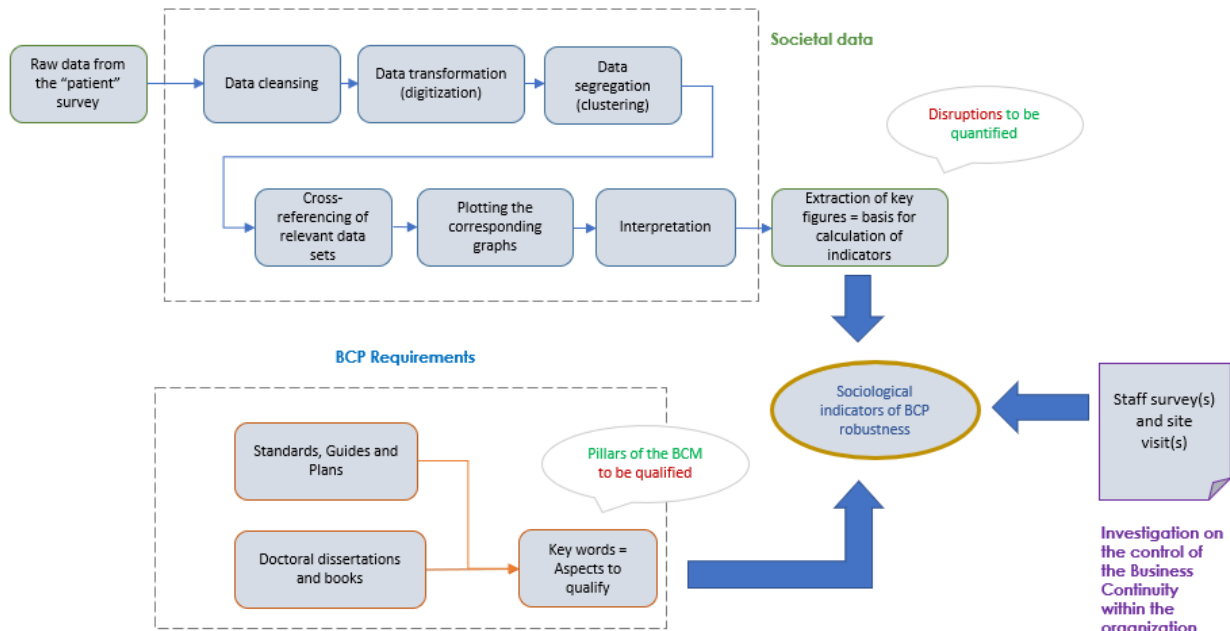 Societal data
Raw data from
the “patient”
survey
Data cleansing
Data transformation
(digitization)
Data
segregation
(clustering)
Disruptions to be
quantified
Cross-
referencing of
relevant data
sets
Plotting the
corresponding
graphs
Interpretation
Extraction of key
figures = basis for
calculation of
indicators
BCP Requirements
Sociological
indicators of BCP
robustness
Staff survey(s)
and site
visit(s)
Standards, Guides and
Plans
Pillars of the BCM
to be qualified
Doctoral dissertations
and books
Key words =
Aspects to
qualify
Investigation on
the control of
the Business
Continuity
within the
organization